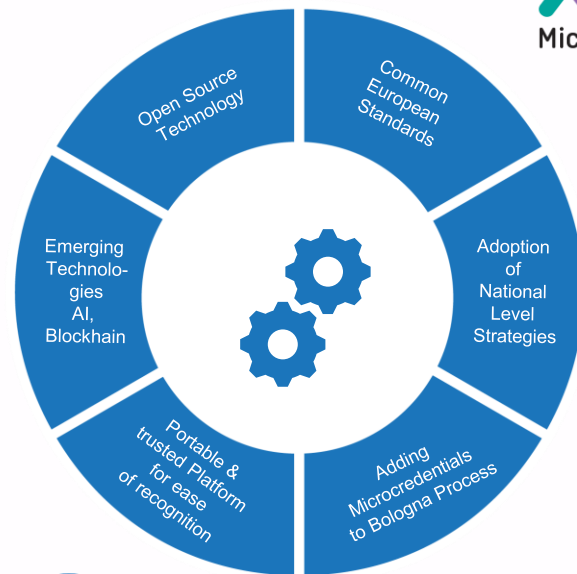 Mic
Open Source
Technology
Common
European
Standards
Emerging
Technolo-
gies
AI,
Blockhain
Adoption
of
National
Level
Strategies
Portable &
trusted Platform
for ease
of recognition
Adding
Microcredentials
to Bologna Process